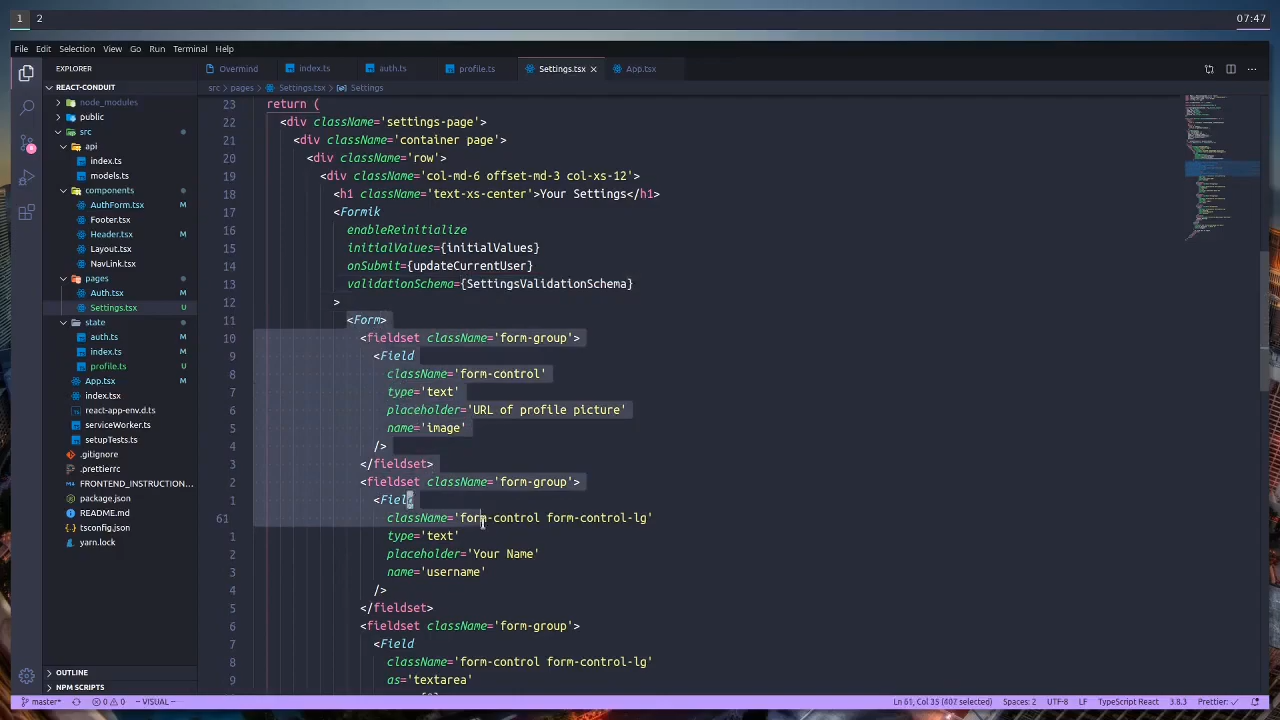 1
2
07:47
File Edit Selection View Go Run Terminal Help
EXPLORER
REACT-CONDUIT
node_modules
public
src
api
index.ts
models.ts
components
AuthForm.tsx M
Footer.tsx
Header.tsx M
Layout.tsx
NavLink.tsx
pages
Auth.tsx M
Settings.tsx U
state
auth.ts M
index.ts M
profile.ts U
App.tsx M
index.tsx
react-app-env.d.ts
serviceWorker.ts
setupTests.ts
.gitignore
.prettierrc
FRONTEND_INSTRUCTION...
package.json
README.md
tsconfig.json
yarn.lock
OUTLINE
NPM SCRIPTS
Overmind index.ts auth.ts profile.ts Settings.tsx App.tsx
src > pages > Settings.tsx > Settings
23 return (
22 <div className='settings-page'>
21 <div className='container page'>
20 <div className='row'>
19 <div className='col-md-6 offset-md-3 col-xs-12'>
18 <h1 className='text-xs-center'>Your Settings</h1>
17 <Formik
16 enableReinitialize
15 initialValues={initialValues}
14 onSubmit={updateCurrentUser}
13 validationSchema={SettingsValidationSchema}
12 >
11 <Form>
10 <fieldset className='form-group'>
9 <Field
8 className='form-control'
7 type='text'
6 placeholder='URL of profile picture'
5 name='image'
4 />
3 </fieldset>
2 <fieldset className='form-group'>
1 <Field
61 className='form-control form-control-lg'
1 type='text'
2 placeholder='Your Name'
3 name='username'
4 />
5 </fieldset>
6 <fieldset className='form-group'>
7 <Field
8 className='form-control form-control-lg'
9 as='textarea'
master* 0 0 -- VISUAL -- Ln 61, Col 35 (407 selected) Spaces: 2 UTF-8 LF TypeScript React 3.8.3 Prettier: ✓